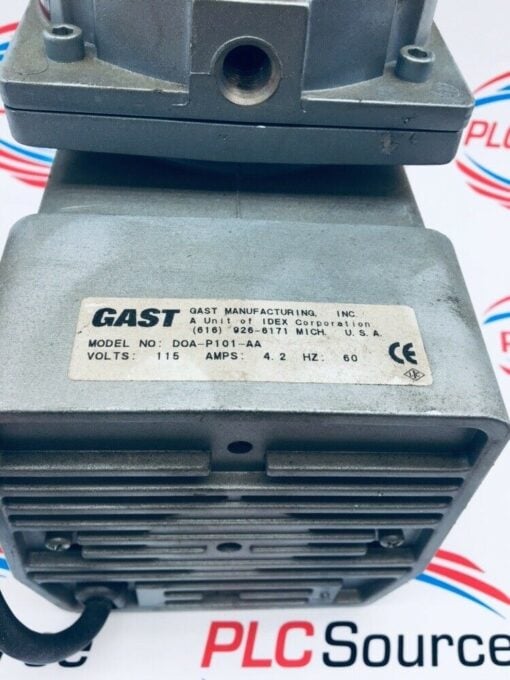 PLC
PLCS
GAST GAST MANUFACTURING, INC.
A Unit of IDEX Corporation
(616) 926-6171 MICH. U.S.A.
MODEL NO: DOA-P101-AA
VOLTS: 115 AMPS: 4.2 HZ: 60
CE
PLC Source